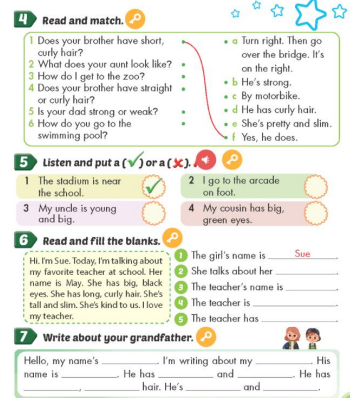 4 Read and match.
1 Does your brother have short,
curly hair?
2 What does your aunt look like?
3 How do I get to the zoo?
4 Does your brother have straight
or curly hair?
5 Is your dad strong or weak?
6 How do you go to the
swimming pool?
a Turn right. Then go
over the bridge. It's
on the right.
b He's strong.
c By motorbike.
d He has curly hair.
e She's pretty and slim.
f Yes, he does.
5 Listen and put a (✓) or a (✗).
1 The stadium is near
the school.
2 I go to the arcade
on foot.
3 My uncle is young
and big.
4 My cousin has big,
green eyes.
6 Read and fill the blanks.
Hi. I'm Sue. Today, I'm talking about
my favorite teacher at school. Her
name is May. She has big, black
eyes. She has long, curly hair. She's
tall and slim. She's kind to us. I love
my teacher.
1 The girl's name is Sue.
2 She talks about her ________.
3 The teacher's name is ________.
4 The teacher is ________.
5 The teacher has ________.
7 Write about your grandfather.
Hello, my name's ________. I'm writing about my ________. His
name is ________. He has ________ and ________. He has
________, ________ hair. He's ________ and ________.